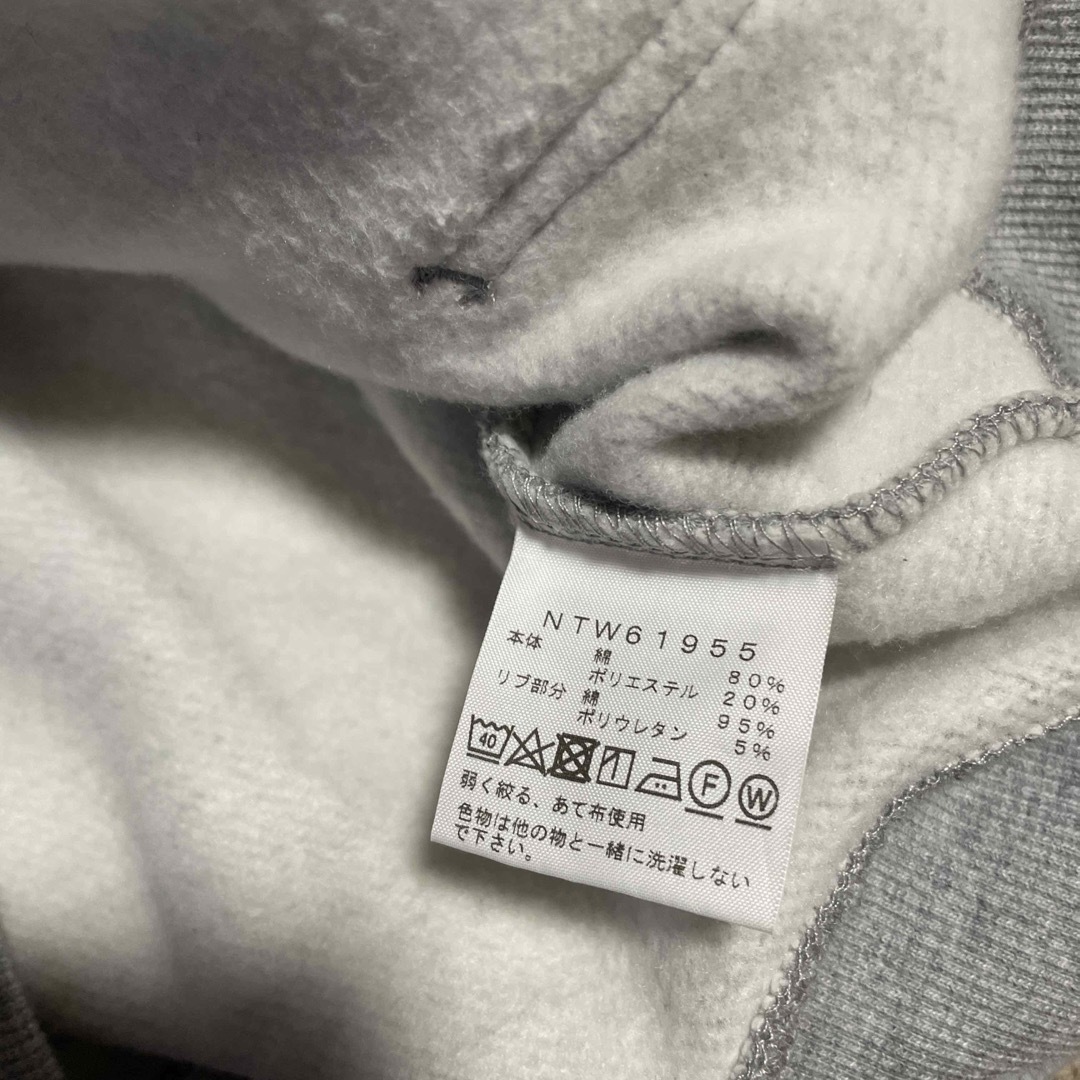 NTW61955
本体 綿 80%
ポリエステル 20%
リブ部分 綿 95%
ポリウレタン 5%
40 F W
弱く絞る、あて布使用
色物は他の物と一緒に洗濯しない
で下さい。